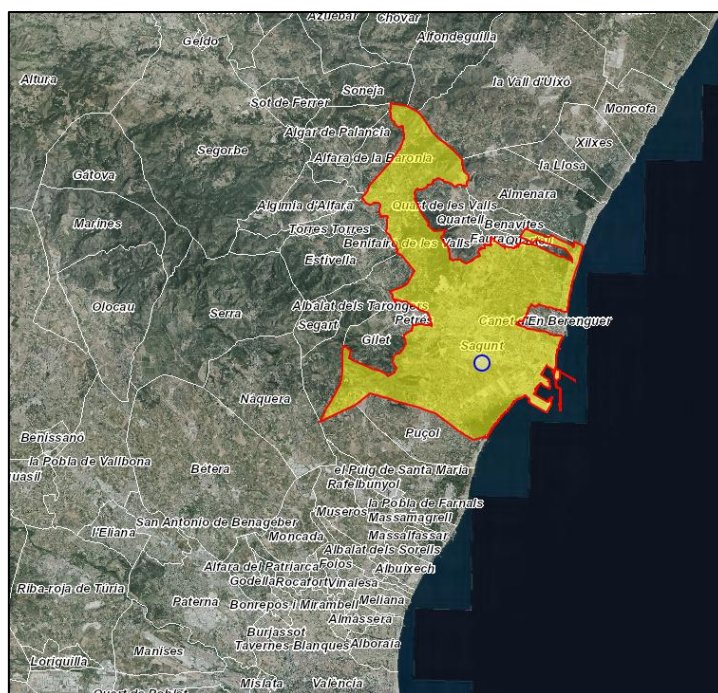 Azuébar
Chóvar
Geldo
Alfondeguilla
Altura
Soneja
la Vall d'Uixó
Sot de Ferrer
Moncofa
Algar de Palancia
Segorbe
Xilxes
Alfara de la Baronia
la Llosa
Gátova
Algimia d'Alfara
Quart de les Valls
Almenara
Marines
Quartell
Benavites
Torres Torres
Benifairó de les Valls
Faura
Estivella
Olocau
Serra
Albalat dels Tarongers
Segart
Petrés
En Berenguer
Gilet
Sagunt
Náquera
Puçol
Benissanó
la Pobla de Vallbona
Bétera
el Puig de Santa Maria
Rafelbunyol
la Pobla de Farnals
Museros
Massamagrell
San Antonio de Benagéber
l'Eliana
Moncada
Massalfassar
Albalat dels Sorells
Alfara del Patriarca
Foios
Albuixech
Godella
Rocafort
Vinalesa
Riba-roja de Túria
Paterna
Bonrepòs i Mirambell
Meliana
Almàssera
Burjassot
Tavernes Blanques
Alboraia
Manises
Loriguilla
Mislata
València
Quart de Poblet